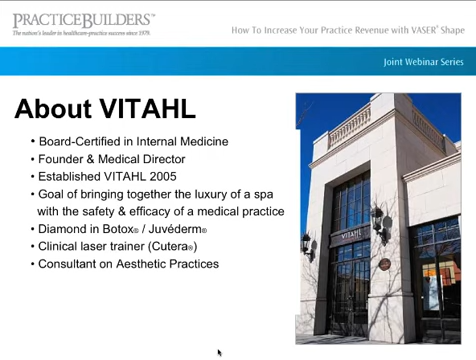 PRACTICEBUILDERS™
The nation's leader in healthcare-practice success since 1979
How To Increase Your Practice Revenue with VASER® Shape
Joint Webinar Series
About VITAHL
• Board-Certified in Internal Medicine
• Founder & Medical Director
• Established VITAHL 2005
• Goal of bringing together the luxury of a spa
with the safety & efficacy of a medical practice
• Diamond in Botox® / Juvéderm®
• Clinical laser trainer (Cutera®)
• Consultant on Aesthetic Practices
VITAHL